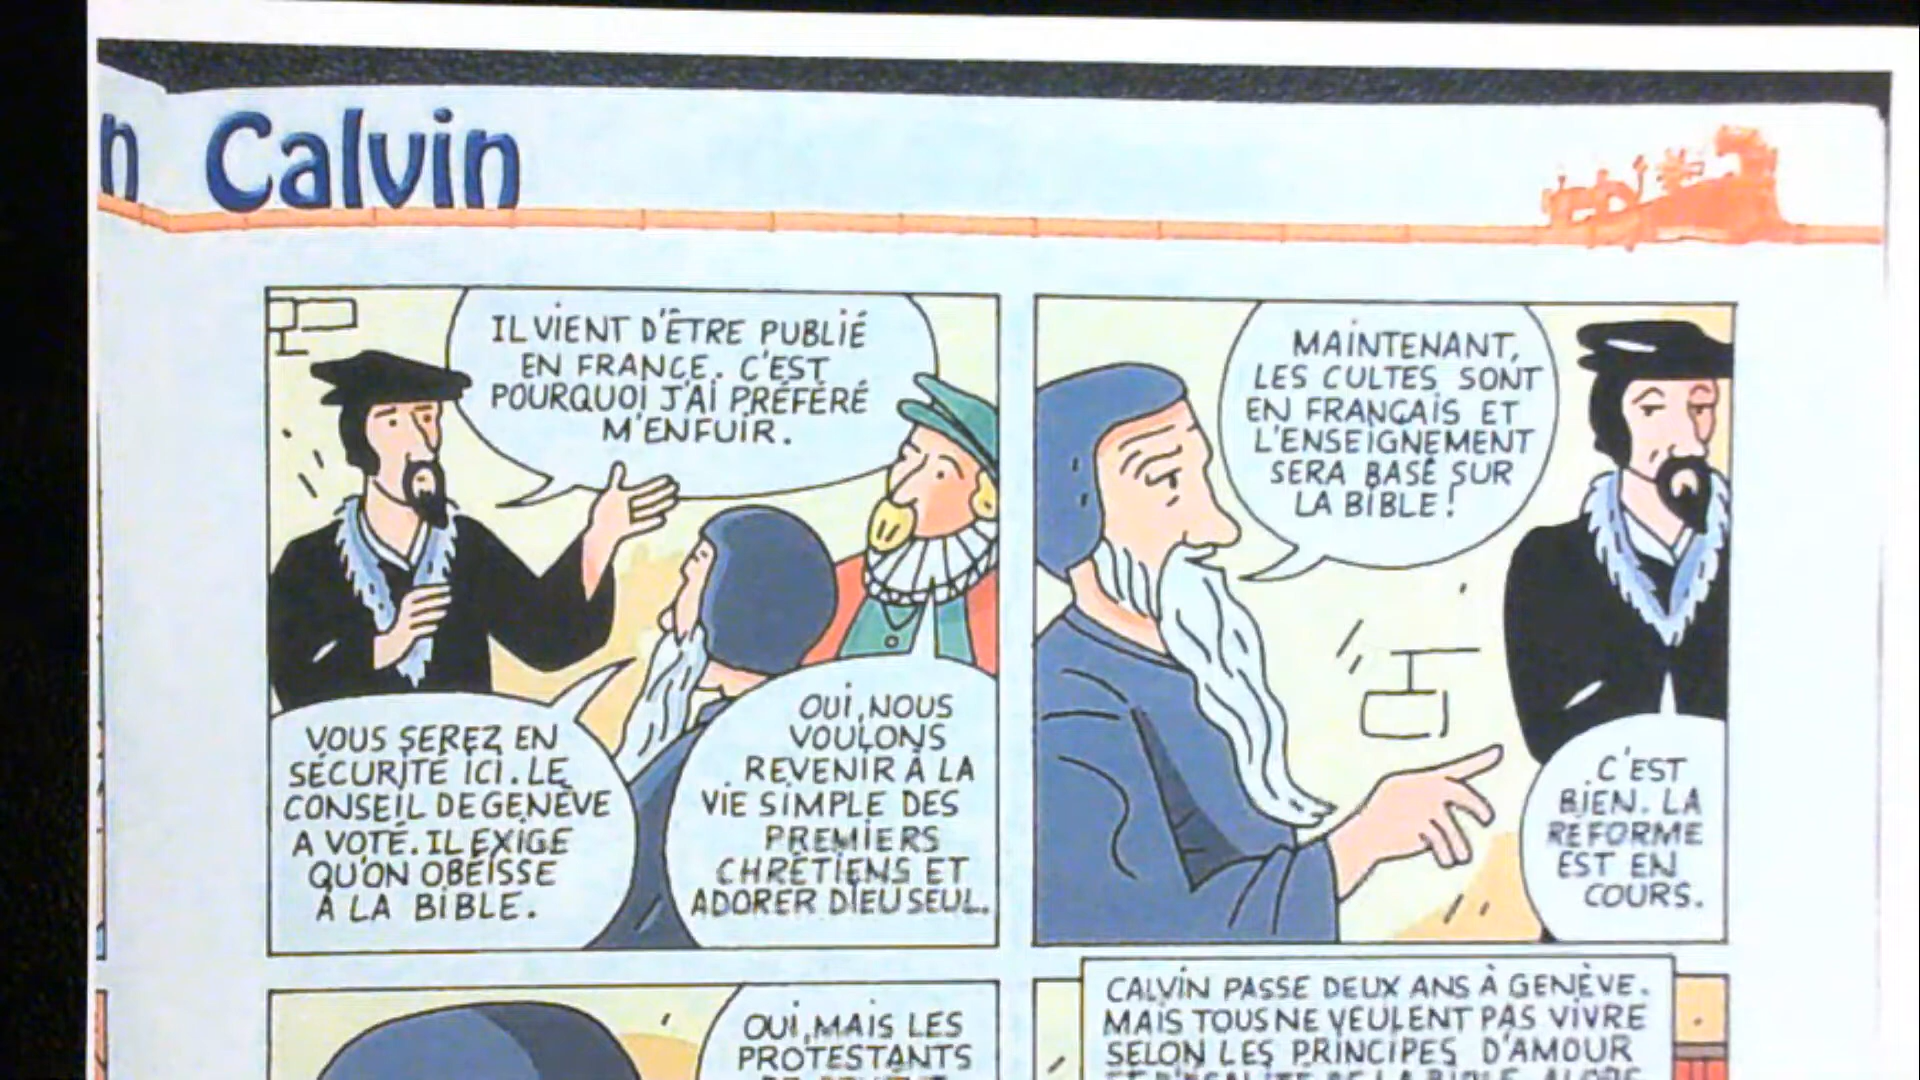 n Calvin
IL VIENT D'ÊTRE PUBLIÉ
EN FRANCE. C'EST
POURQUOI J'AI PRÉFÉRÉ
M'ENFUIR.
VOUS SEREZ EN
SÉCURITÉ ICI. LE
CONSEIL DE GENÈVE
A VOTÉ. IL EXIGE
QU'ON OBÉISSE
À LA BIBLE.
OUI, NOUS
VOULONS
REVENIR À LA
VIE SIMPLE DES
PREMIERS
CHRÉTIENS ET
ADORER DIEU SEUL.
MAINTENANT,
LES CULTES SONT
EN FRANÇAIS ET
L'ENSEIGNEMENT
SERA BASÉ SUR
LA BIBLE!
C'EST
BIEN. LA
RÉFORME
EST EN
COURS.
OUI, MAIS LES
PROTESTANTS
CALVIN PASSE DEUX ANS À GENÈVE.
MAIS TOUS NE VEULENT PAS VIVRE
SELON LES PRINCIPES D'AMOUR